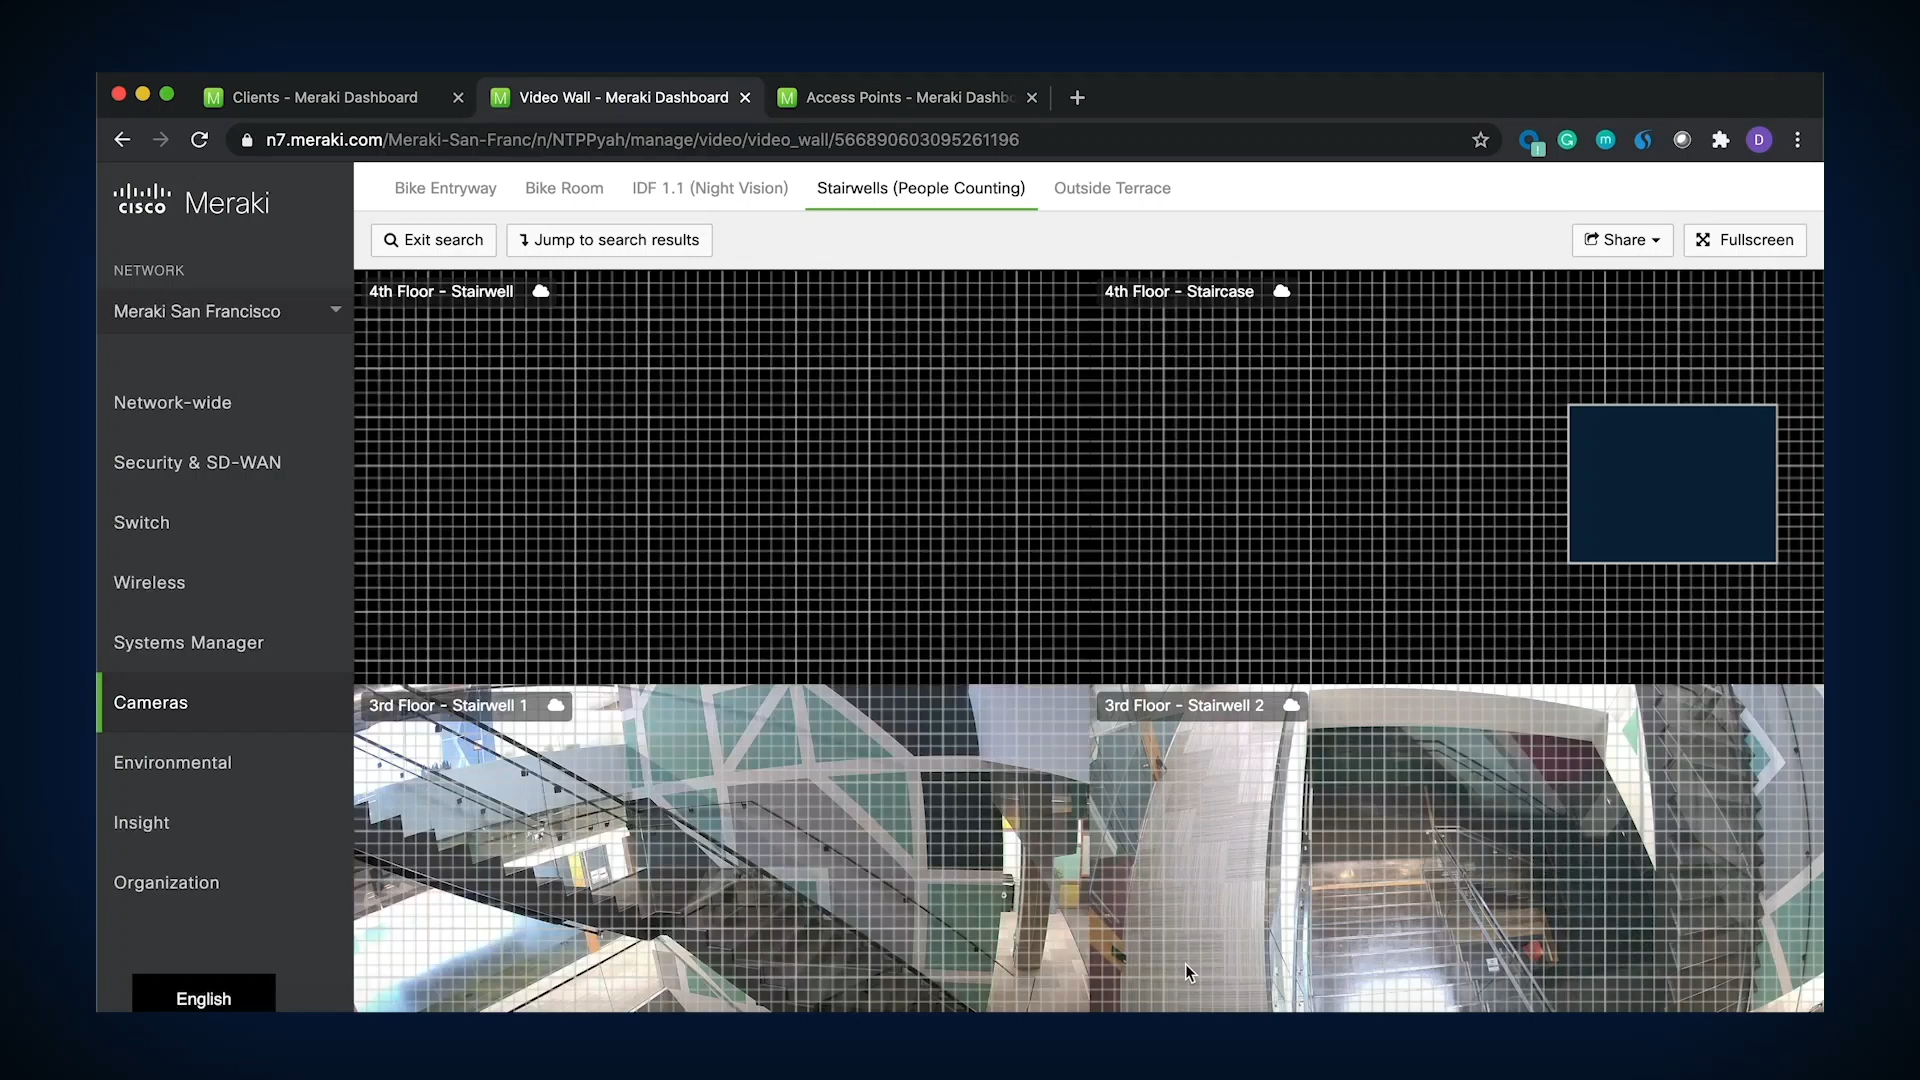 Clients - Meraki Dashboard
Video Wall - Meraki Dashboard
Access Points - Meraki Dashbo
n7.meraki.com/Meraki-San-Franc/n/NTPPyah/manage/video/video_wall/566890603095261196
D
cisco Meraki
Bike Entryway
Bike Room
IDF 1.1 (Night Vision)
Stairwells (People Counting)
Outside Terrace
Exit search
Jump to search results
Share
Fullscreen
NETWORK
Meraki San Francisco
Network-wide
Security & SD-WAN
Switch
Wireless
Systems Manager
Cameras
Environmental
Insight
Organization
English
4th Floor - Stairwell
4th Floor - Staircase
3rd Floor - Stairwell 1
3rd Floor - Stairwell 2